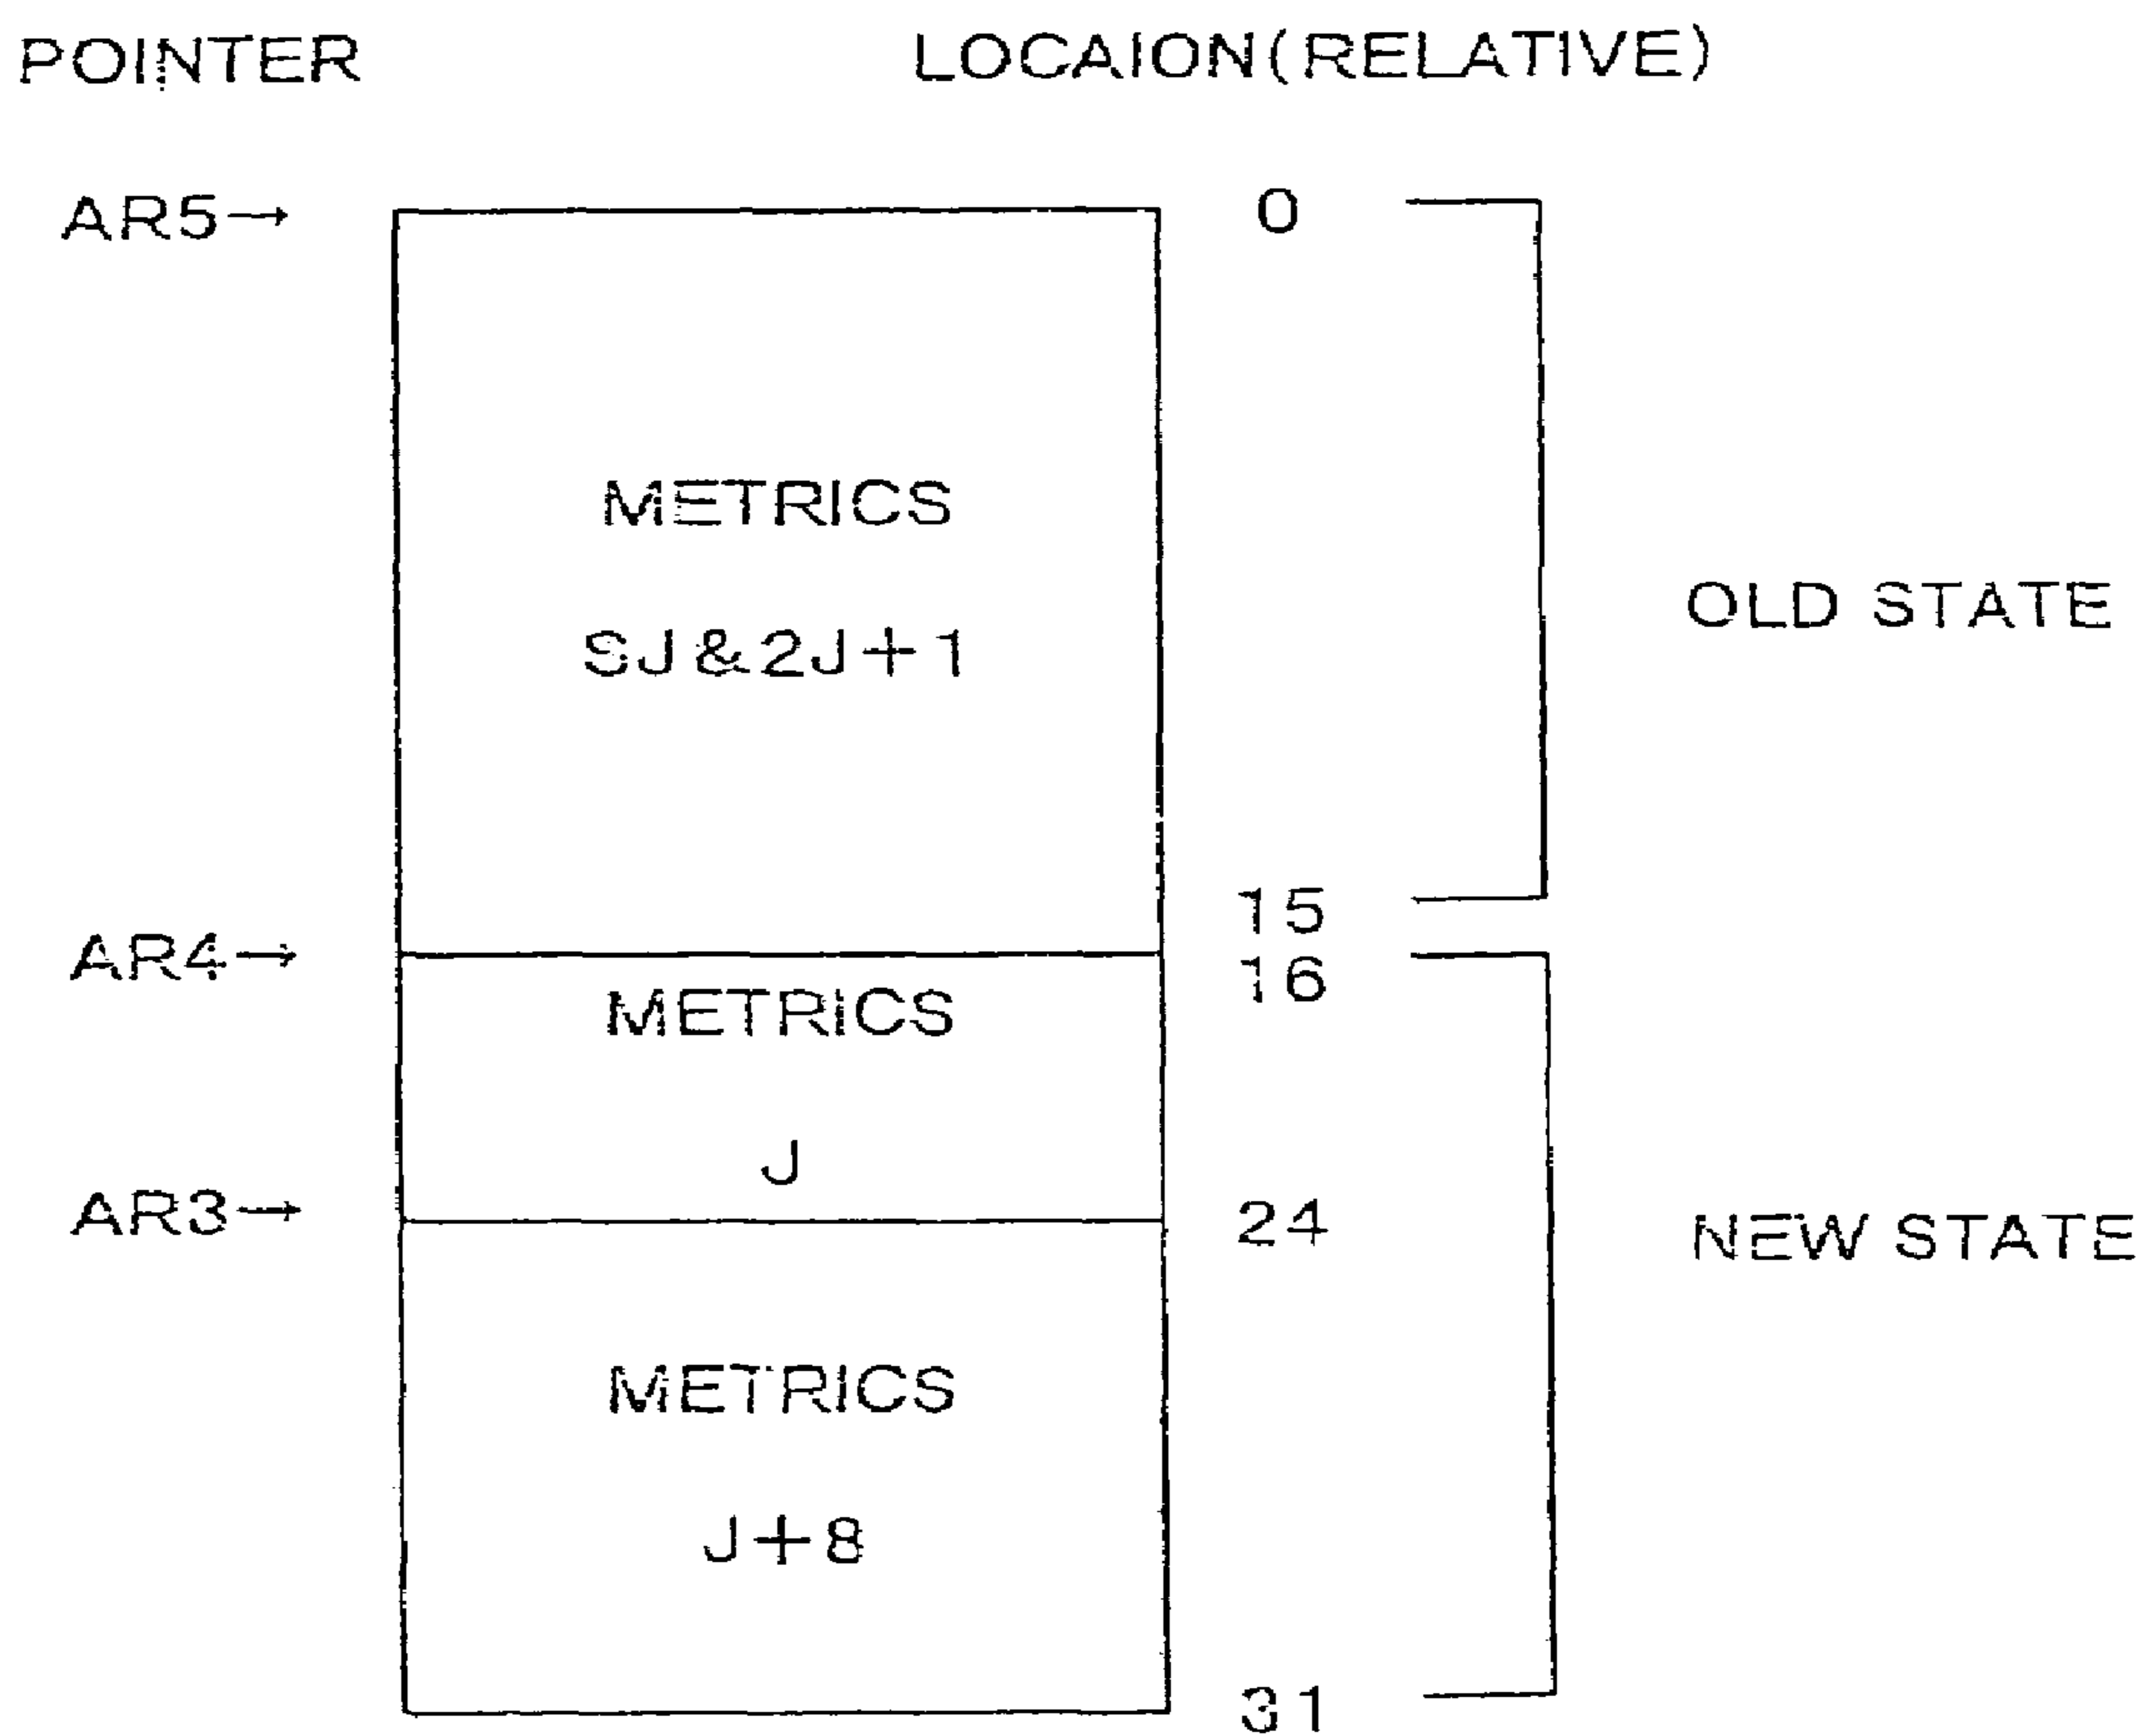 POINTER LOCAION(RELATIVE)
AR5→ 0
METRICS
OLD STATE
SJ&2J+1
15
AR4→ 16
METRICS
J
AR3→ 24
NEW STATE
METRICS
J+8
31